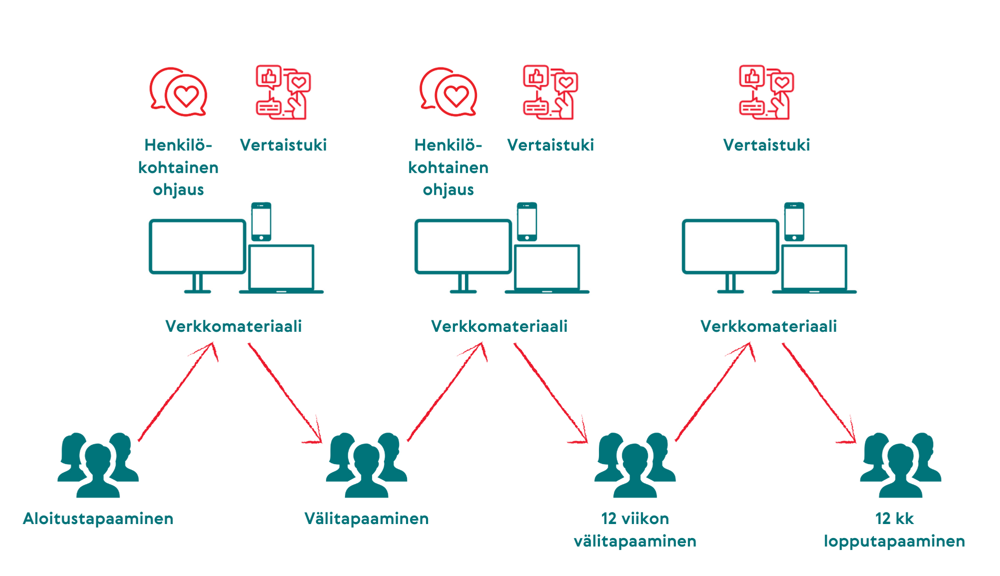 Henkilö-
kohtainen
ohjaus
Vertaistuki
Henkilö-
kohtainen
ohjaus
Vertaistuki
Vertaistuki
Verkkomateriaali
Verkkomateriaali
Verkkomateriaali
Aloitustapaaminen
Välitapaaminen
12 viikon
välitapaaminen
12 kk
lopputapaaminen